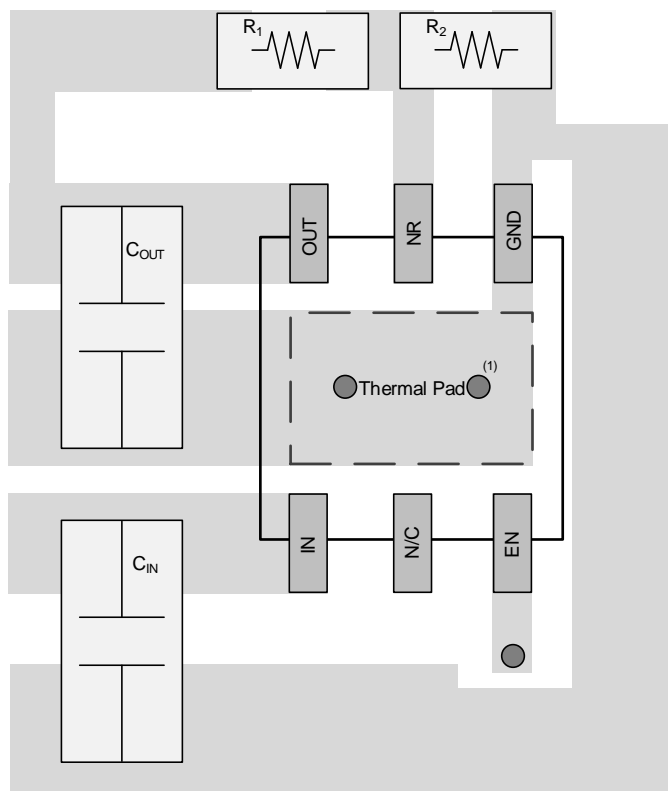 R1
R2
OUT
NR
GND
COUT
(1)
Thermal Pad
IN
N/C
EN
CIN